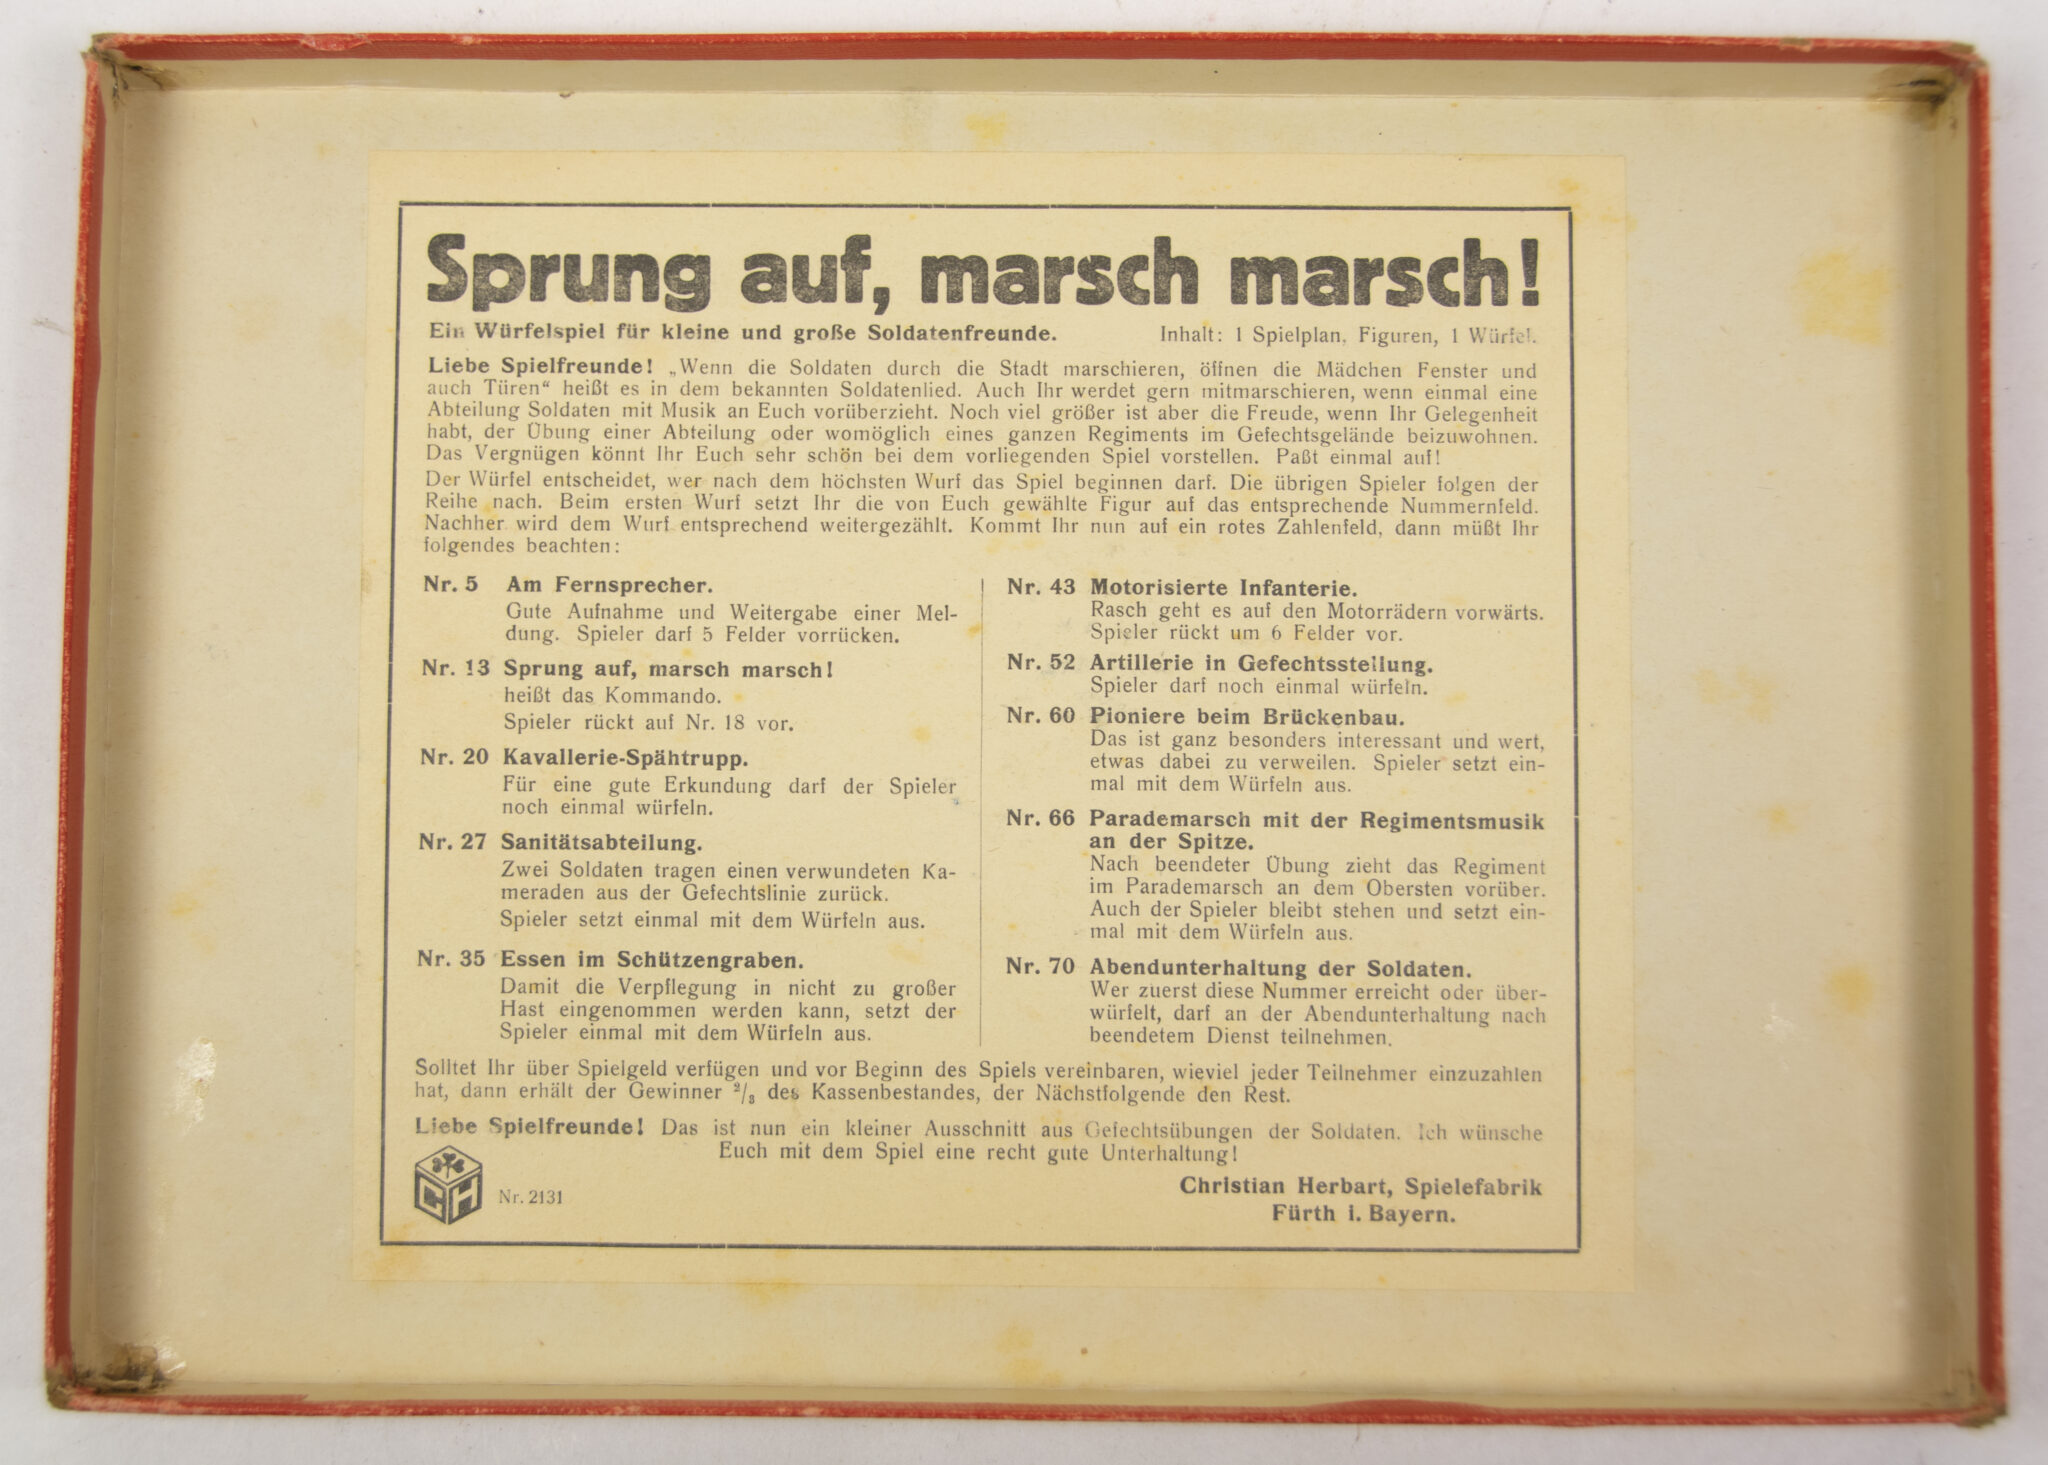 Sprung auf, marsch marsch!
Ein Würfelspiel für kleine und große Soldatenfreunde. Inhalt: 1 Spielplan, Figuren, 1 Würfel.
Liebe Spielfreunde! „Wenn die Soldaten durch die Stadt marschieren, öffnen die Mädchen Fenster und
auch Türen“ heißt es in dem bekannten Soldatenlied. Auch Ihr werdet gern mitmarschieren, wenn einmal eine
Abteilung Soldaten mit Musik an Euch vorüberzieht. Noch viel größer ist aber die Freude, wenn Ihr Gelegenheit
habt, der Übung einer Abteilung oder womöglich eines ganzen Regiments im Gefechtsgelände beizuwohnen.
Das Vergnügen könnt Ihr Euch sehr schön bei dem vorliegenden Spiel vorstellen. Paßt einmal auf!
Der Würfel entscheidet, wer nach dem höchsten Wurf das Spiel beginnen darf. Die übrigen Spieler folgen der
Reihe nach. Beim ersten Wurf setzt Ihr die von Euch gewählte Figur auf das entsprechende Nummernfeld.
Nachher wird dem Wurf entsprechend weitergezählt. Kommt Ihr nun auf ein rotes Zahlenfeld, dann müßt Ihr
folgendes beachten:
Nr. 5 Am Fernsprecher.
Gute Aufnahme und Weitergabe einer Mel-
dung. Spieler darf 5 Felder vorrücken.
Nr. 13 Sprung auf, marsch marsch!
heißt das Kommando.
Spieler rückt auf Nr. 18 vor.
Nr. 20 Kavallerie-Spähtrupp.
Für eine gute Erkundung darf der Spieler
noch einmal würfeln.
Nr. 27 Sanitätsabteilung.
Zwei Soldaten tragen einen verwundeten Ka-
meraden aus der Gefechtslinie zurück.
Spieler setzt einmal mit dem Würfeln aus.
Nr. 35 Essen im Schützengraben.
Damit die Verpflegung in nicht zu großer
Hast eingenommen werden kann, setzt der
Spieler einmal mit dem Würfeln aus.
Nr. 43 Motorisierte Infanterie.
Rasch geht es auf den Motorrädern vorwärts.
Spieler rückt um 6 Felder vor.
Nr. 52 Artillerie in Gefechtsstellung.
Spieler darf noch einmal würfeln.
Nr. 60 Pioniere beim Brückenbau.
Das ist ganz besonders interessant und wert,
etwas dabei zu verweilen. Spieler setzt ein-
mal mit dem Würfeln aus.
Nr. 66 Parademarsch mit der Regimentsmusik
an der Spitze.
Nach beendeter Übung zieht das Regiment
im Parademarsch an dem Obersten vorüber.
Auch der Spieler bleibt stehen und setzt ein-
mal mit dem Würfeln aus.
Nr. 70 Abendunterhaltung der Soldaten.
Wer zuerst diese Nummer erreicht oder über-
würfelt, darf an der Abendunterhaltung nach
beendetem Dienst teilnehmen.
Solltet Ihr über Spielgeld verfügen und vor Beginn des Spiels vereinbaren, wieviel jeder Teilnehmer einzuzahlen
hat, dann erhält der Gewinner 2/3 des Kassenbestandes, der Nächstfolgende den Rest.
Liebe Spielfreunde! Das ist nun ein kleiner Ausschnitt aus Gefechtsübungen der Soldaten. Ich wünsche
Euch mit dem Spiel eine recht gute Unterhaltung!
CH Nr. 2131
Christian Herbart, Spielefabrik
Fürth i. Bayern.